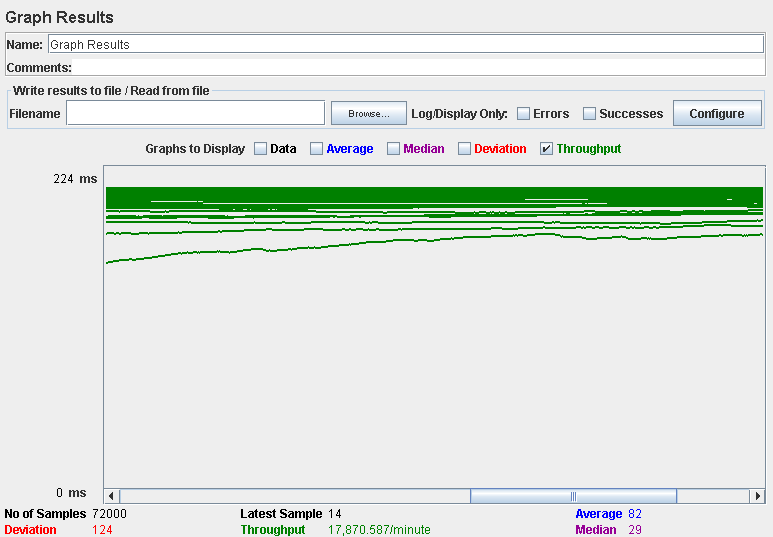 Graph Results
Name: Graph Results
Comments:
Write results to file / Read from file
Filename Browse... Log/Display Only: Errors Successes Configure
Graphs to Display Data Average Median Deviation Throughput
224 ms
0 ms
No of Samples 72000 Latest Sample 14 Average 82
Deviation 124 Throughput 17,870.587/minute Median 29